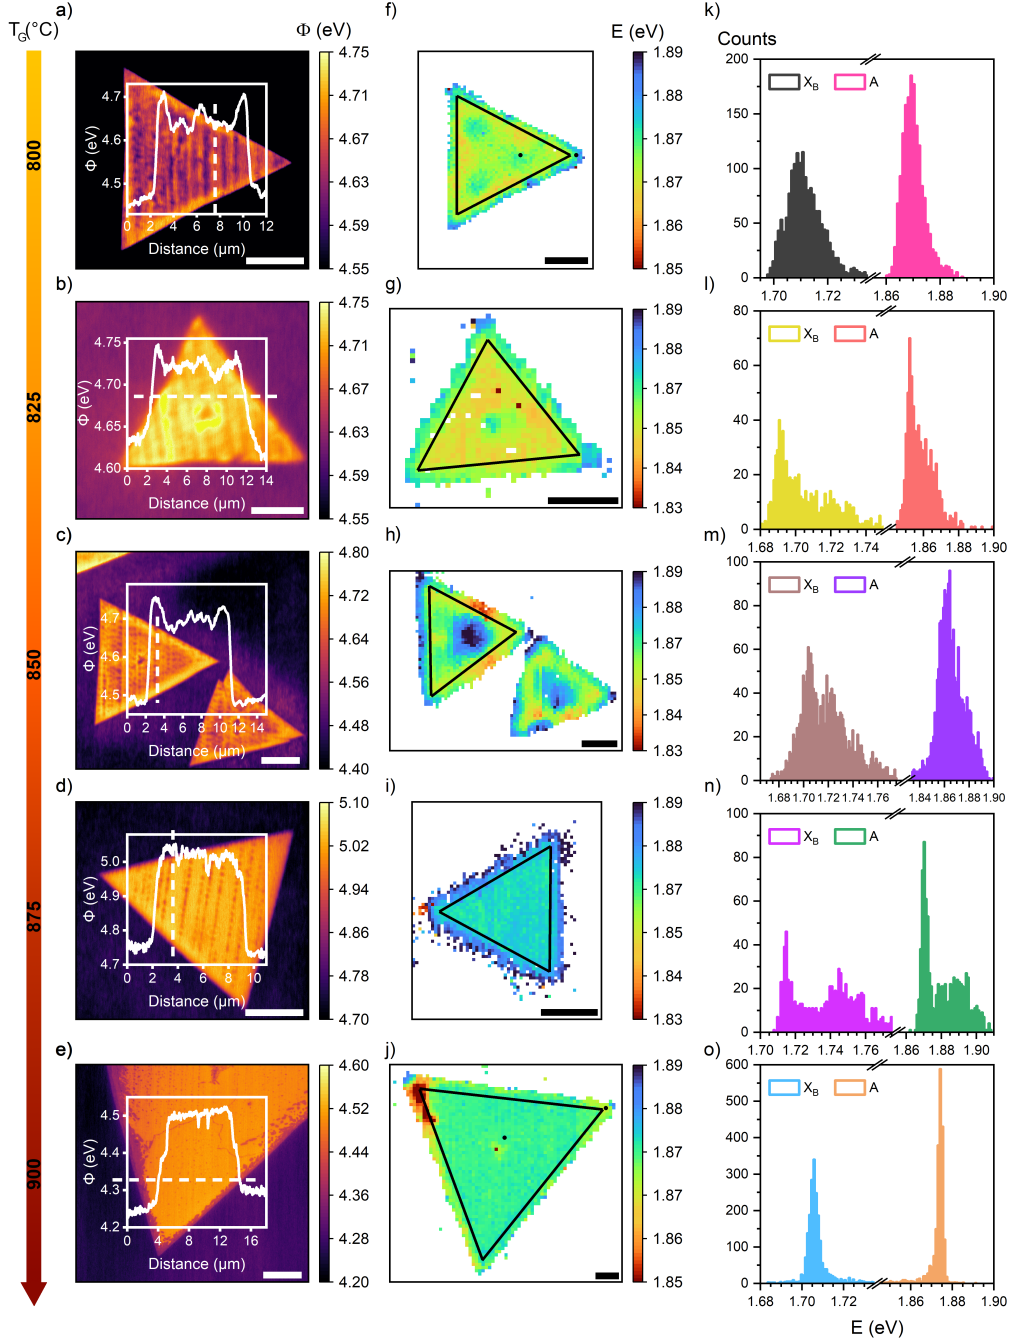 T_G(°C)
800
825
850
875
900
a)
Φ (eV)
4.75
4.71
4.67
4.63
4.59
4.55
4.7
4.6
4.5
Φ (eV)
0 2 4 6 8 10 12
Distance (µm)
f)
E (eV)
1.89
1.88
1.87
1.87
1.86
1.85
k)
Counts
X_B A
200
150
100
50
0
1.70 1.72 1.86 1.88 1.90
b)
4.75
4.71
4.67
4.63
4.59
4.55
4.75
4.70
4.65
4.60
Φ (eV)
0 2 4 6 8 10 12 14
Distance (µm)
g)
1.89
1.88
1.87
1.85
1.84
1.83
l)
X_B A
80
60
40
20
0
1.68 1.70 1.72 1.74 1.86 1.88 1.90
c)
4.80
4.72
4.64
4.56
4.48
4.40
4.7
4.6
4.5
Φ (eV)
0 2 4 6 8 10 12 14
Distance (µm)
h)
1.89
1.88
1.87
1.85
1.84
1.83
m)
X_B A
100
80
60
40
20
0
1.68 1.70 1.72 1.74 1.76 1.84 1.86 1.88 1.90
d)
5.10
5.02
4.94
4.86
4.78
4.70
5.0
4.9
4.8
4.7
Φ (eV)
0 2 4 6 8 10
Distance (µm)
i)
1.89
1.88
1.87
1.85
1.84
1.83
n)
X_B A
100
80
60
40
20
0
1.70 1.72 1.74 1.76 1.86 1.88 1.90
e)
4.60
4.52
4.44
4.36
4.28
4.20
4.5
4.4
4.3
4.2
Φ (eV)
0 4 8 12 16
Distance (µm)
j)
1.89
1.88
1.87
1.87
1.86
1.85
o)
X_B A
600
500
400
300
200
100
0
1.68 1.70 1.72 1.86 1.88 1.90
E (eV)